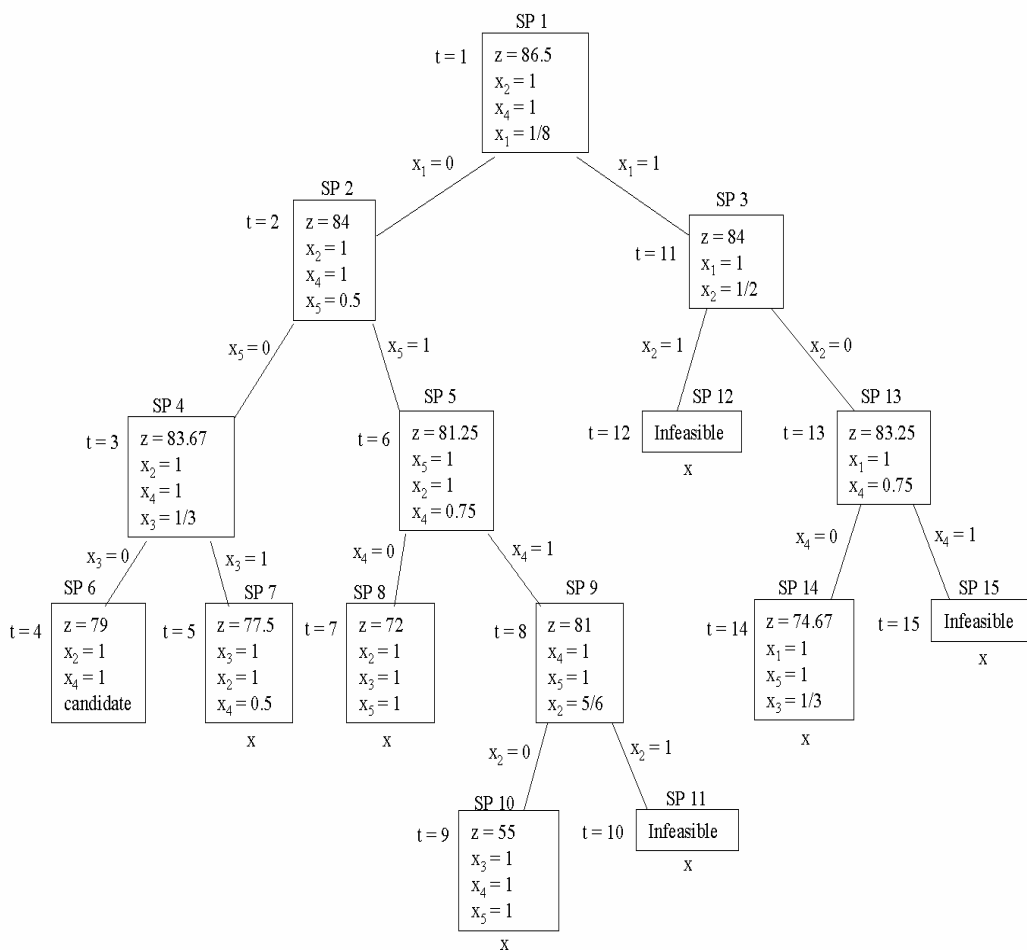 SP 1
t = 1
z = 86.5
x₂ = 1
x₄ = 1
x₁ = 1/8
x₁ = 0
x₁ = 1
SP 2
t = 2
z = 84
x₂ = 1
x₄ = 1
x₅ = 0.5
SP 3
t = 11
z = 84
x₁ = 1
x₂ = 1/2
x₅ = 0
x₅ = 1
x₂ = 1
x₂ = 0
SP 4
t = 3
z = 83.67
x₂ = 1
x₄ = 1
x₃ = 1/3
SP 5
t = 6
z = 81.25
x₅ = 1
x₂ = 1
x₄ = 0.75
SP 12
t = 12
Infeasible
x
SP 13
t = 13
z = 83.25
x₁ = 1
x₄ = 0.75
x₃ = 0
x₃ = 1
x₄ = 0
x₄ = 1
x₄ = 0
x₄ = 1
SP 6
t = 4
z = 79
x₂ = 1
x₄ = 1
candidate
SP 7
t = 5
z = 77.5
x₃ = 1
x₂ = 1
x₄ = 0.5
x
SP 8
t = 7
z = 72
x₂ = 1
x₃ = 1
x₅ = 1
x
SP 9
t = 8
z = 81
x₄ = 1
x₅ = 1
x₂ = 5/6
SP 14
t = 14
z = 74.67
x₁ = 1
x₅ = 1
x₃ = 1/3
x
SP 15
t = 15
Infeasible
x
x₂ = 0
x₂ = 1
SP 10
t = 9
z = 55
x₃ = 1
x₄ = 1
x₅ = 1
x
SP 11
t = 10
Infeasible
x